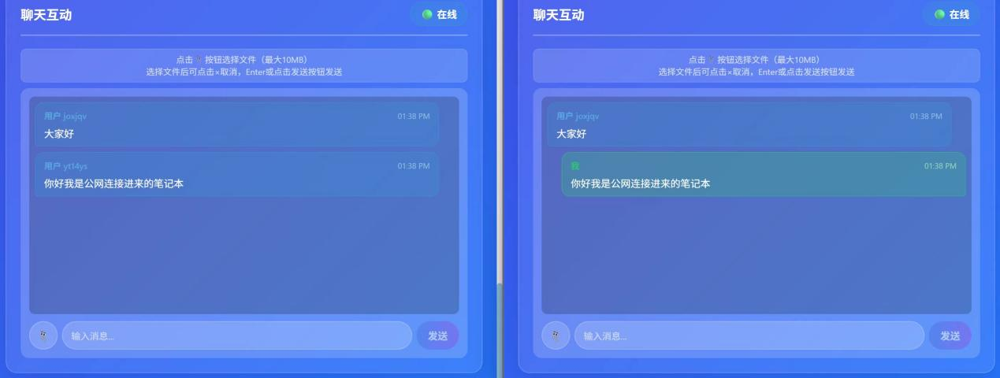 聊天互动
在线
点击 按钮选择文件（最大10MB）
选择文件后可点击×取消，Enter或点击发送按钮发送
用户 joxjqv
01:38 PM
大家好
用户 yt14ys
01:38 PM
你好我是公网连接进来的笔记本
输入消息...
发送
聊天互动
在线
点击 按钮选择文件（最大10MB）
选择文件后可点击×取消，Enter或点击发送按钮发送
用户 joxjqv
01:38 PM
大家好
我
01:38 PM
你好我是公网连接进来的笔记本
输入消息...
发送